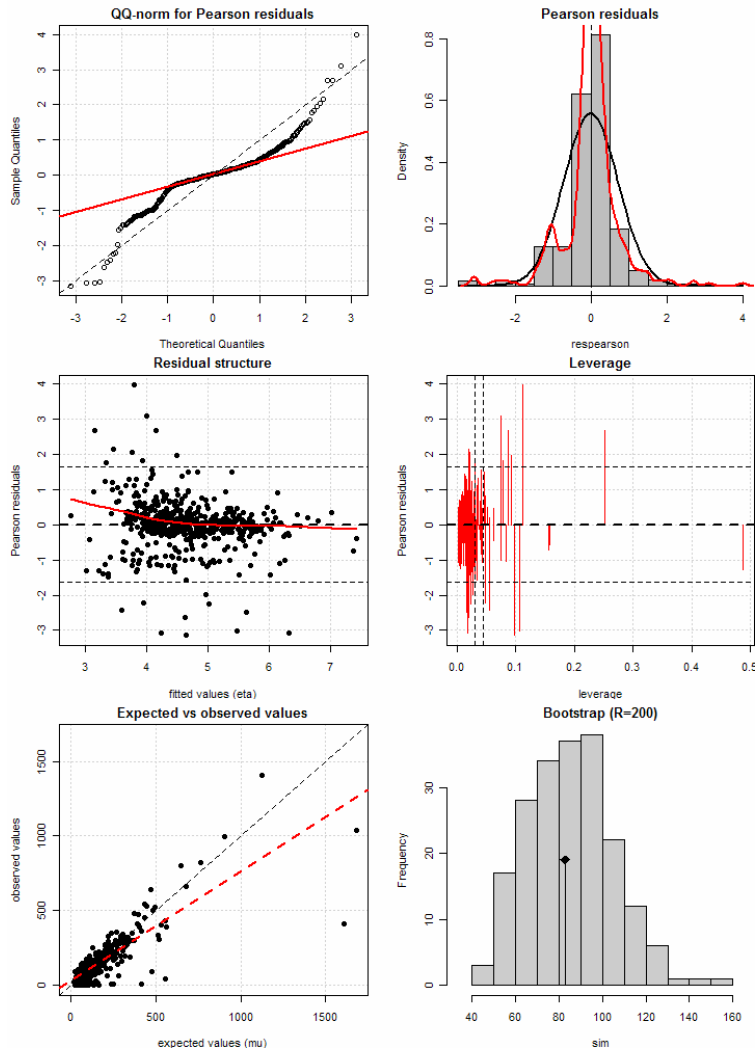 QQ-norm for Pearson residuals
Sample Quantiles
4
3
2
1
0
-1
-2
-3
-3 -2 -1 0 1 2 3
Theoretical Quantiles
Pearson residuals
Density
0.8
0.6
0.4
0.2
0.0
-2 0 2 4
respearson
Residual structure
Pearson residuals
4
3
2
1
0
-1
-2
-3
3 4 5 6 7
fitted values (eta)
Leverage
Pearson residuals
4
3
2
1
0
-1
-2
-3
0.0 0.1 0.2 0.3 0.4 0.5
leverage
Expected vs observed values
observed values
1500
1000
500
0
0 500 1000 1500
expected values (mu)
Bootstrap (R=200)
Frequency
30
20
10
0
40 60 80 100 120 140 160
sim